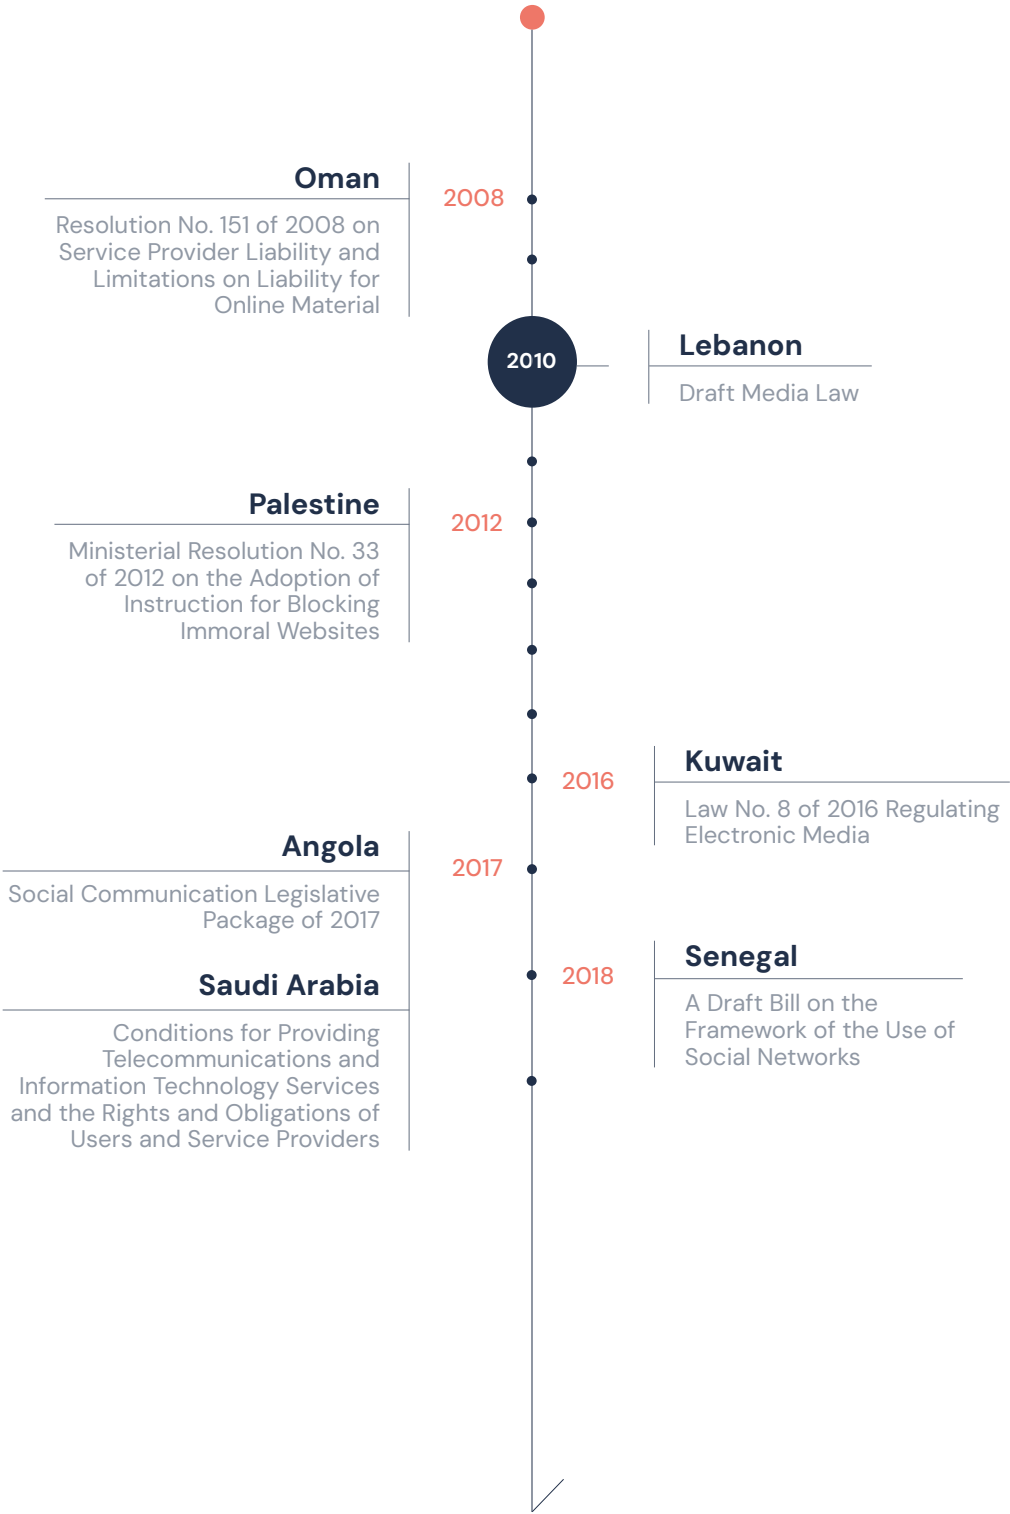 Oman
2008
Resolution No. 151 of 2008 on
Service Provider Liability and
Limitations on Liability for
Online Material
2010
Lebanon
Draft Media Law
Palestine
2012
Ministerial Resolution No. 33
of 2012 on the Adoption of
Instruction for Blocking
Immoral Websites
2016
Kuwait
Law No. 8 of 2016 Regulating
Electronic Media
Angola
2017
Social Communication Legislative
Package of 2017
Saudi Arabia
Conditions for Providing
Telecommunications and
Information Technology Services
and the Rights and Obligations of
Users and Service Providers
2018
Senegal
A Draft Bill on the
Framework of the Use of
Social Networks